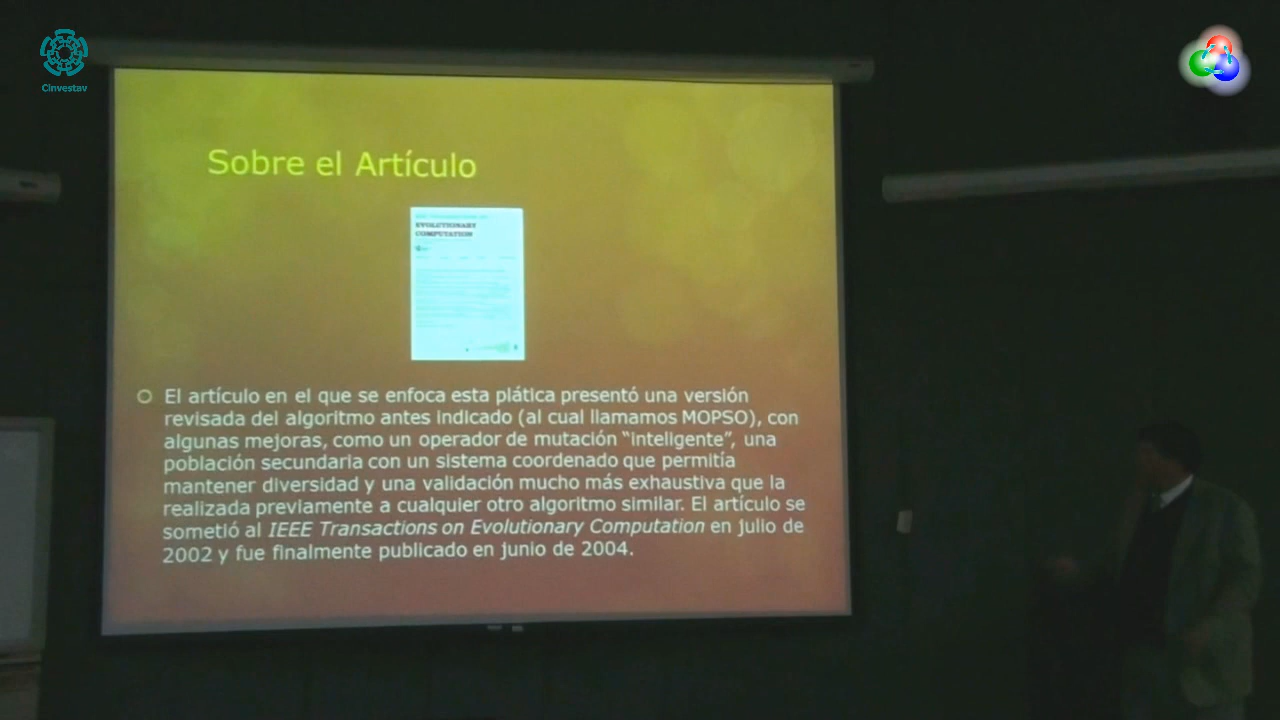 Cinvestav
Sobre el Artículo
EVOLUTIONARY
COMPUTATION
El artículo en el que se enfoca esta plática presentó una versión
revisada del algoritmo antes indicado (al cual llamamos MOPSO), con
algunas mejoras, como un operador de mutación “inteligente”, una
población secundaria con un sistema coordenado que permitía
mantener diversidad y una validación mucho más exhaustiva que la
realizada previamente a cualquier otro algoritmo similar. El artículo se
sometió al IEEE Transactions on Evolutionary Computation en julio de
2002 y fue finalmente publicado en junio de 2004.